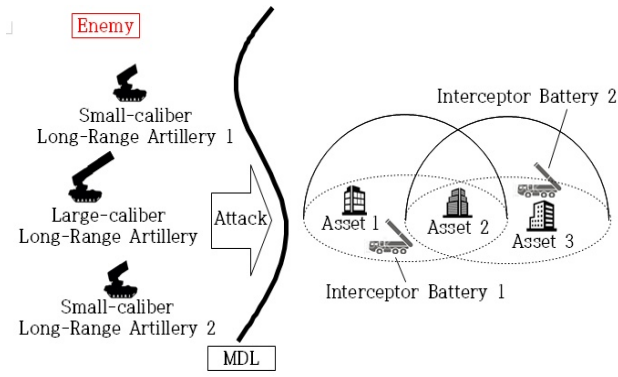 Enemy
Small-caliber
Long-Range Artillery 1
Large-caliber
Long-Range Artillery
Small-caliber
Long-Range Artillery 2
Attack
MDL
Interceptor Battery 2
Asset 1
Asset 2
Asset 3
Interceptor Battery 1